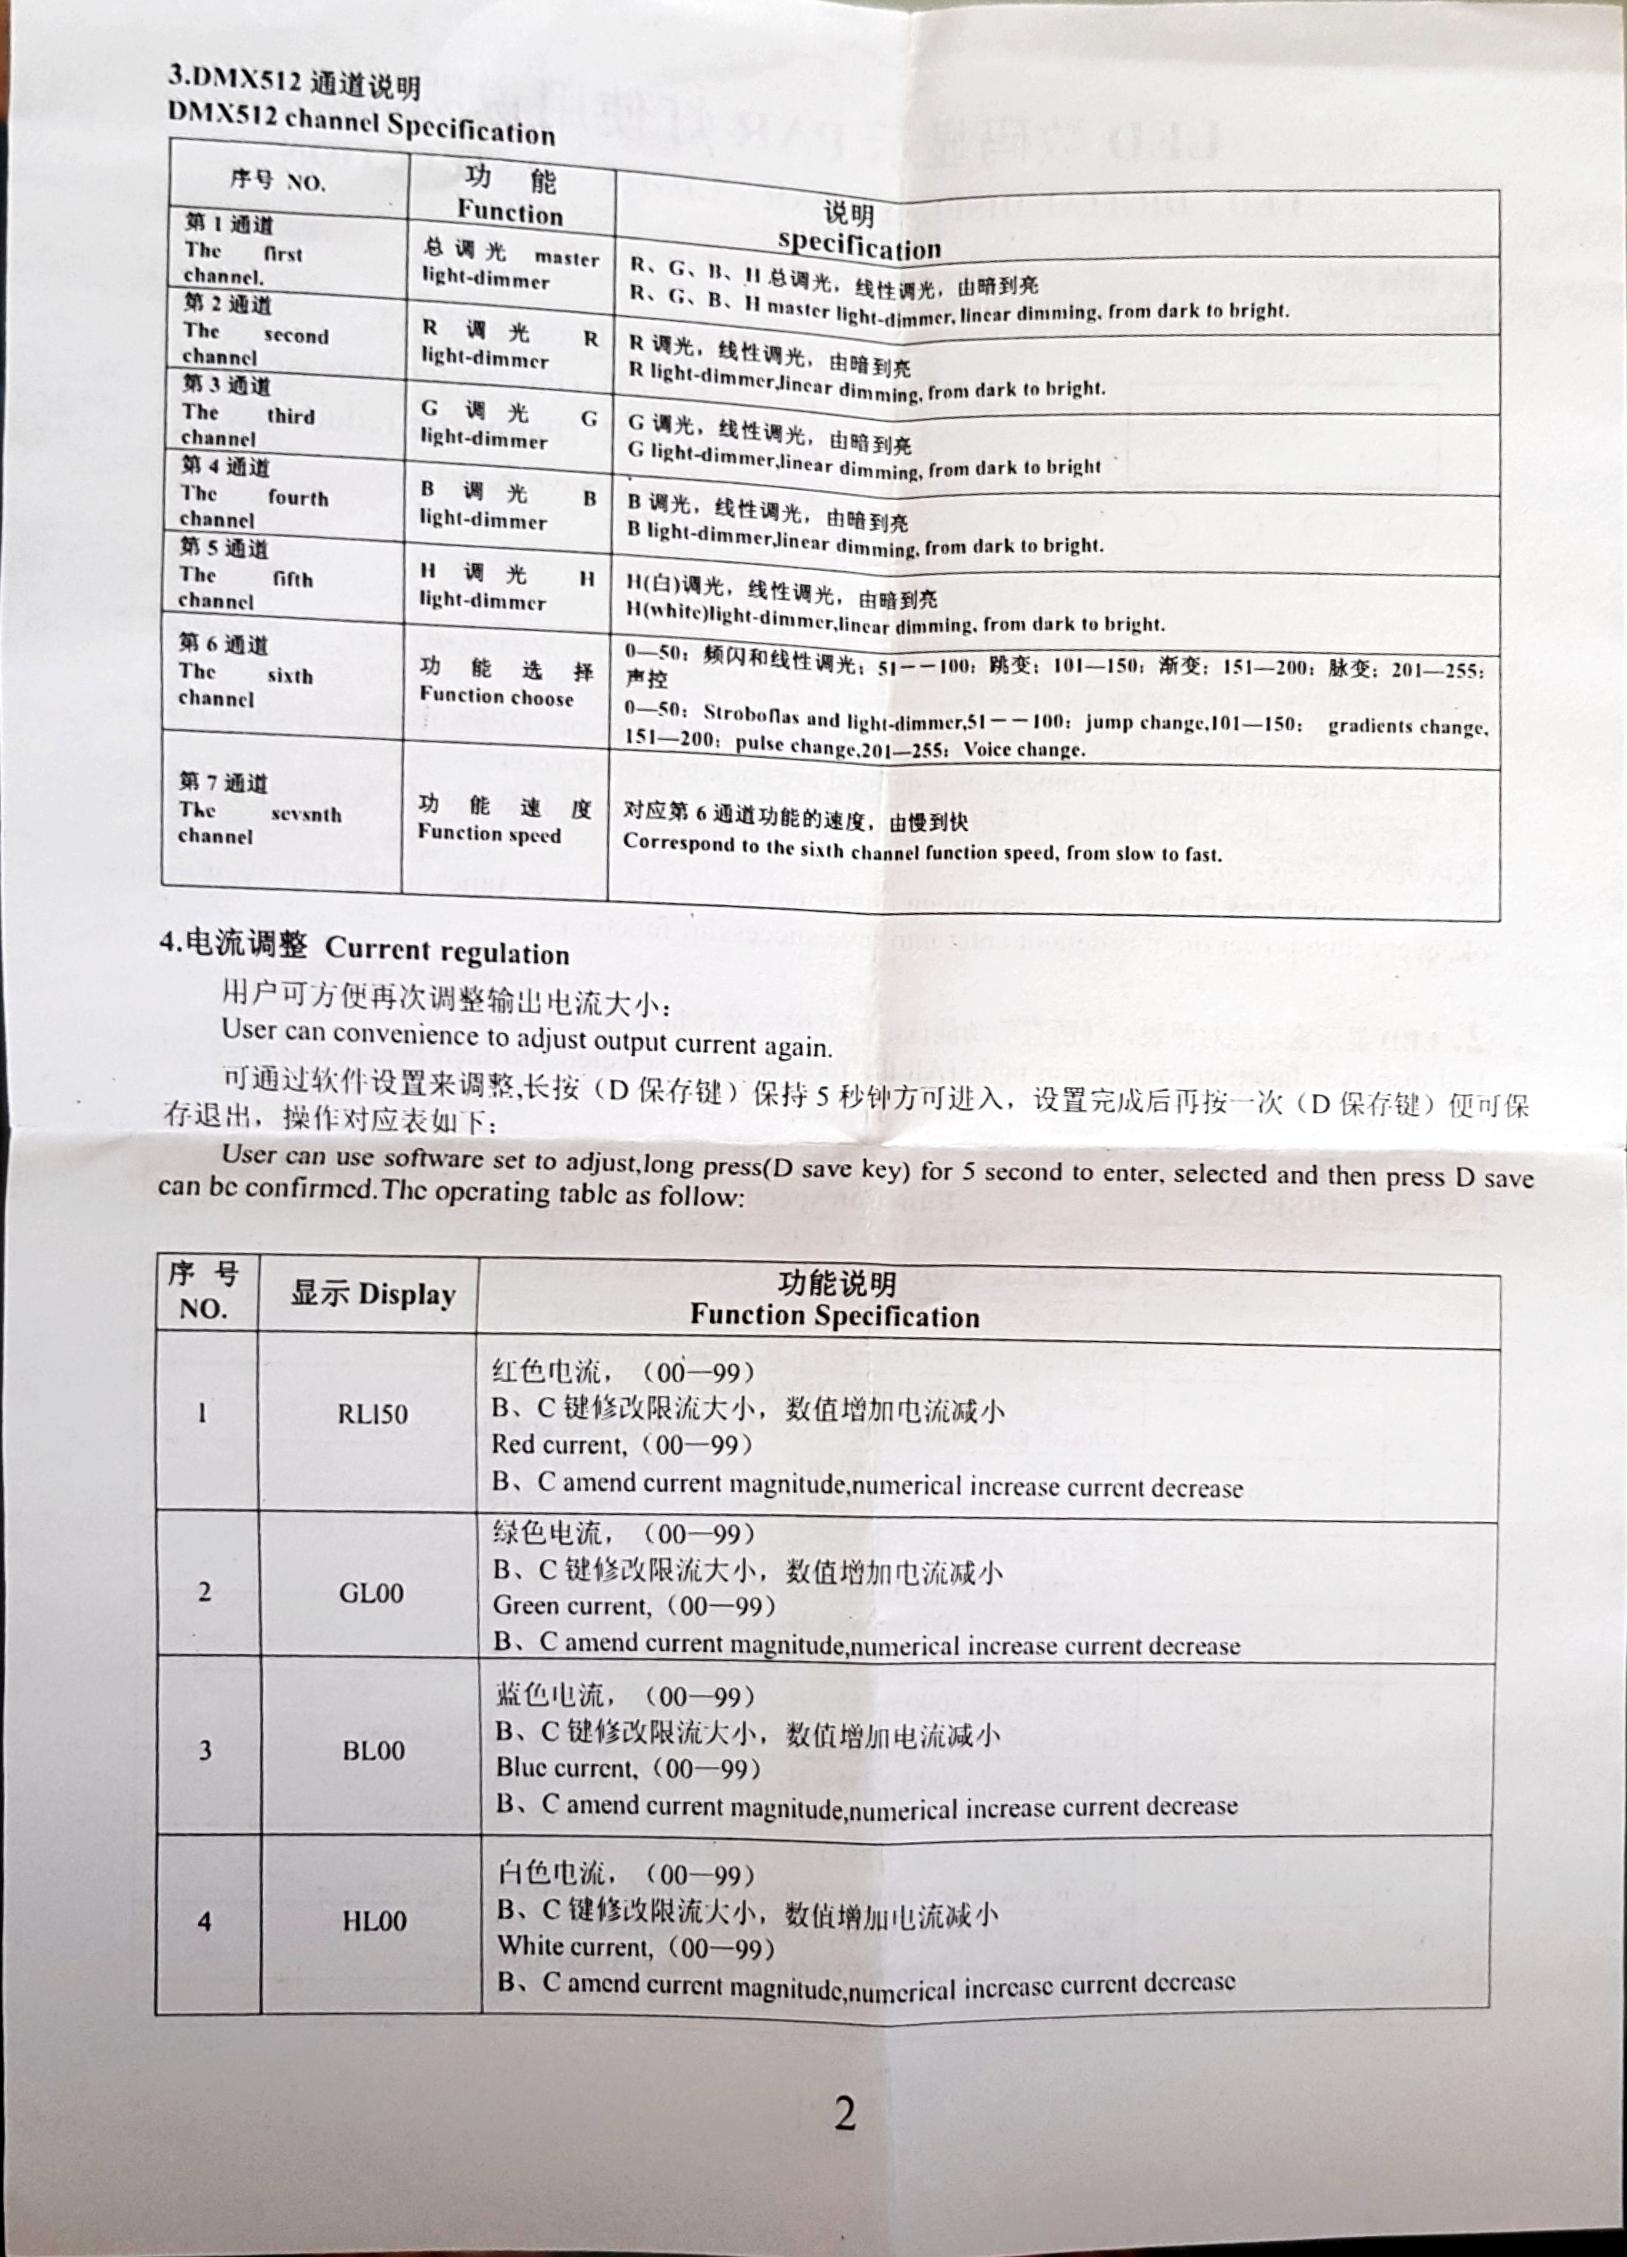 3.DMX512 通道说明
DMX512 channel Specification
序号 NO.
功 能
Function
说明
specification
第 1 通道
The first
channel.
总 调 光 master
light-dimmer
R、G、B、H 总调光，线性调光，由暗到亮
R、G、B、H master light-dimmer, linear dimming, from dark to bright.
第 2 通道
The second
channel
R 调 光 R
light-dimmer
R 调光，线性调光，由暗到亮
R light-dimmer,linear dimming, from dark to bright.
第 3 通道
The third
channel
G 调 光 G
light-dimmer
G 调光，线性调光，由暗到亮
G light-dimmer,linear dimming, from dark to bright
第 4 通道
The fourth
channel
B 调 光 B
light-dimmer
B 调光，线性调光，由暗到亮
B light-dimmer,linear dimming, from dark to bright.
第 5 通道
The fifth
channel
H 调 光 H
light-dimmer
H(白)调光，线性调光，由暗到亮
H(white)light-dimmer,linear dimming, from dark to bright.
第 6 通道
The sixth
channel
功 能 选 择
Function choose
0—50：频闪和线性调光；51－－100：跳变；101—150：渐变；151—200：脉变；201—255：
声控
0—50：Stroboflas and light-dimmer,51－－100：jump change,101—150： gradients change,
151—200：pulse change,201—255：Voice change.
第 7 通道
The sevsnth
channel
功 能 速 度
Function speed
对应第 6 通道功能的速度，由慢到快
Correspond to the sixth channel function speed, from slow to fast.
4.电流调整 Current regulation
用户可方便再次调整输出电流大小：
User can convenience to adjust output current again.
可通过软件设置来调整,长按（D 保存键）保持 5 秒钟方可进入，设置完成后再按一次（D 保存键）便可保
存退出，操作对应表如下：
User can use software set to adjust,long press(D save key) for 5 second to enter, selected and then press D save
can be confirmed.The operating table as follow:
序 号
NO.
显示 Display
功能说明
Function Specification
1
RLI50
红色电流，（00—99）
B、C 键修改限流大小，数值增加电流减小
Red current,（00—99）
B、C amend current magnitude,numerical increase current decrease
2
GL00
绿色电流，（00—99）
B、C 键修改限流大小，数值增加电流减小
Green current,（00—99）
B、C amend current magnitude,numerical increase current decrease
3
BL00
蓝色电流，（00—99）
B、C 键修改限流大小，数值增加电流减小
Blue current,（00—99）
B、C amend current magnitude,numerical increase current decrease
4
HL00
白色电流，（00—99）
B、C 键修改限流大小，数值增加电流减小
White current,（00—99）
B、C amend current magnitude,numerical increase current decrease
2